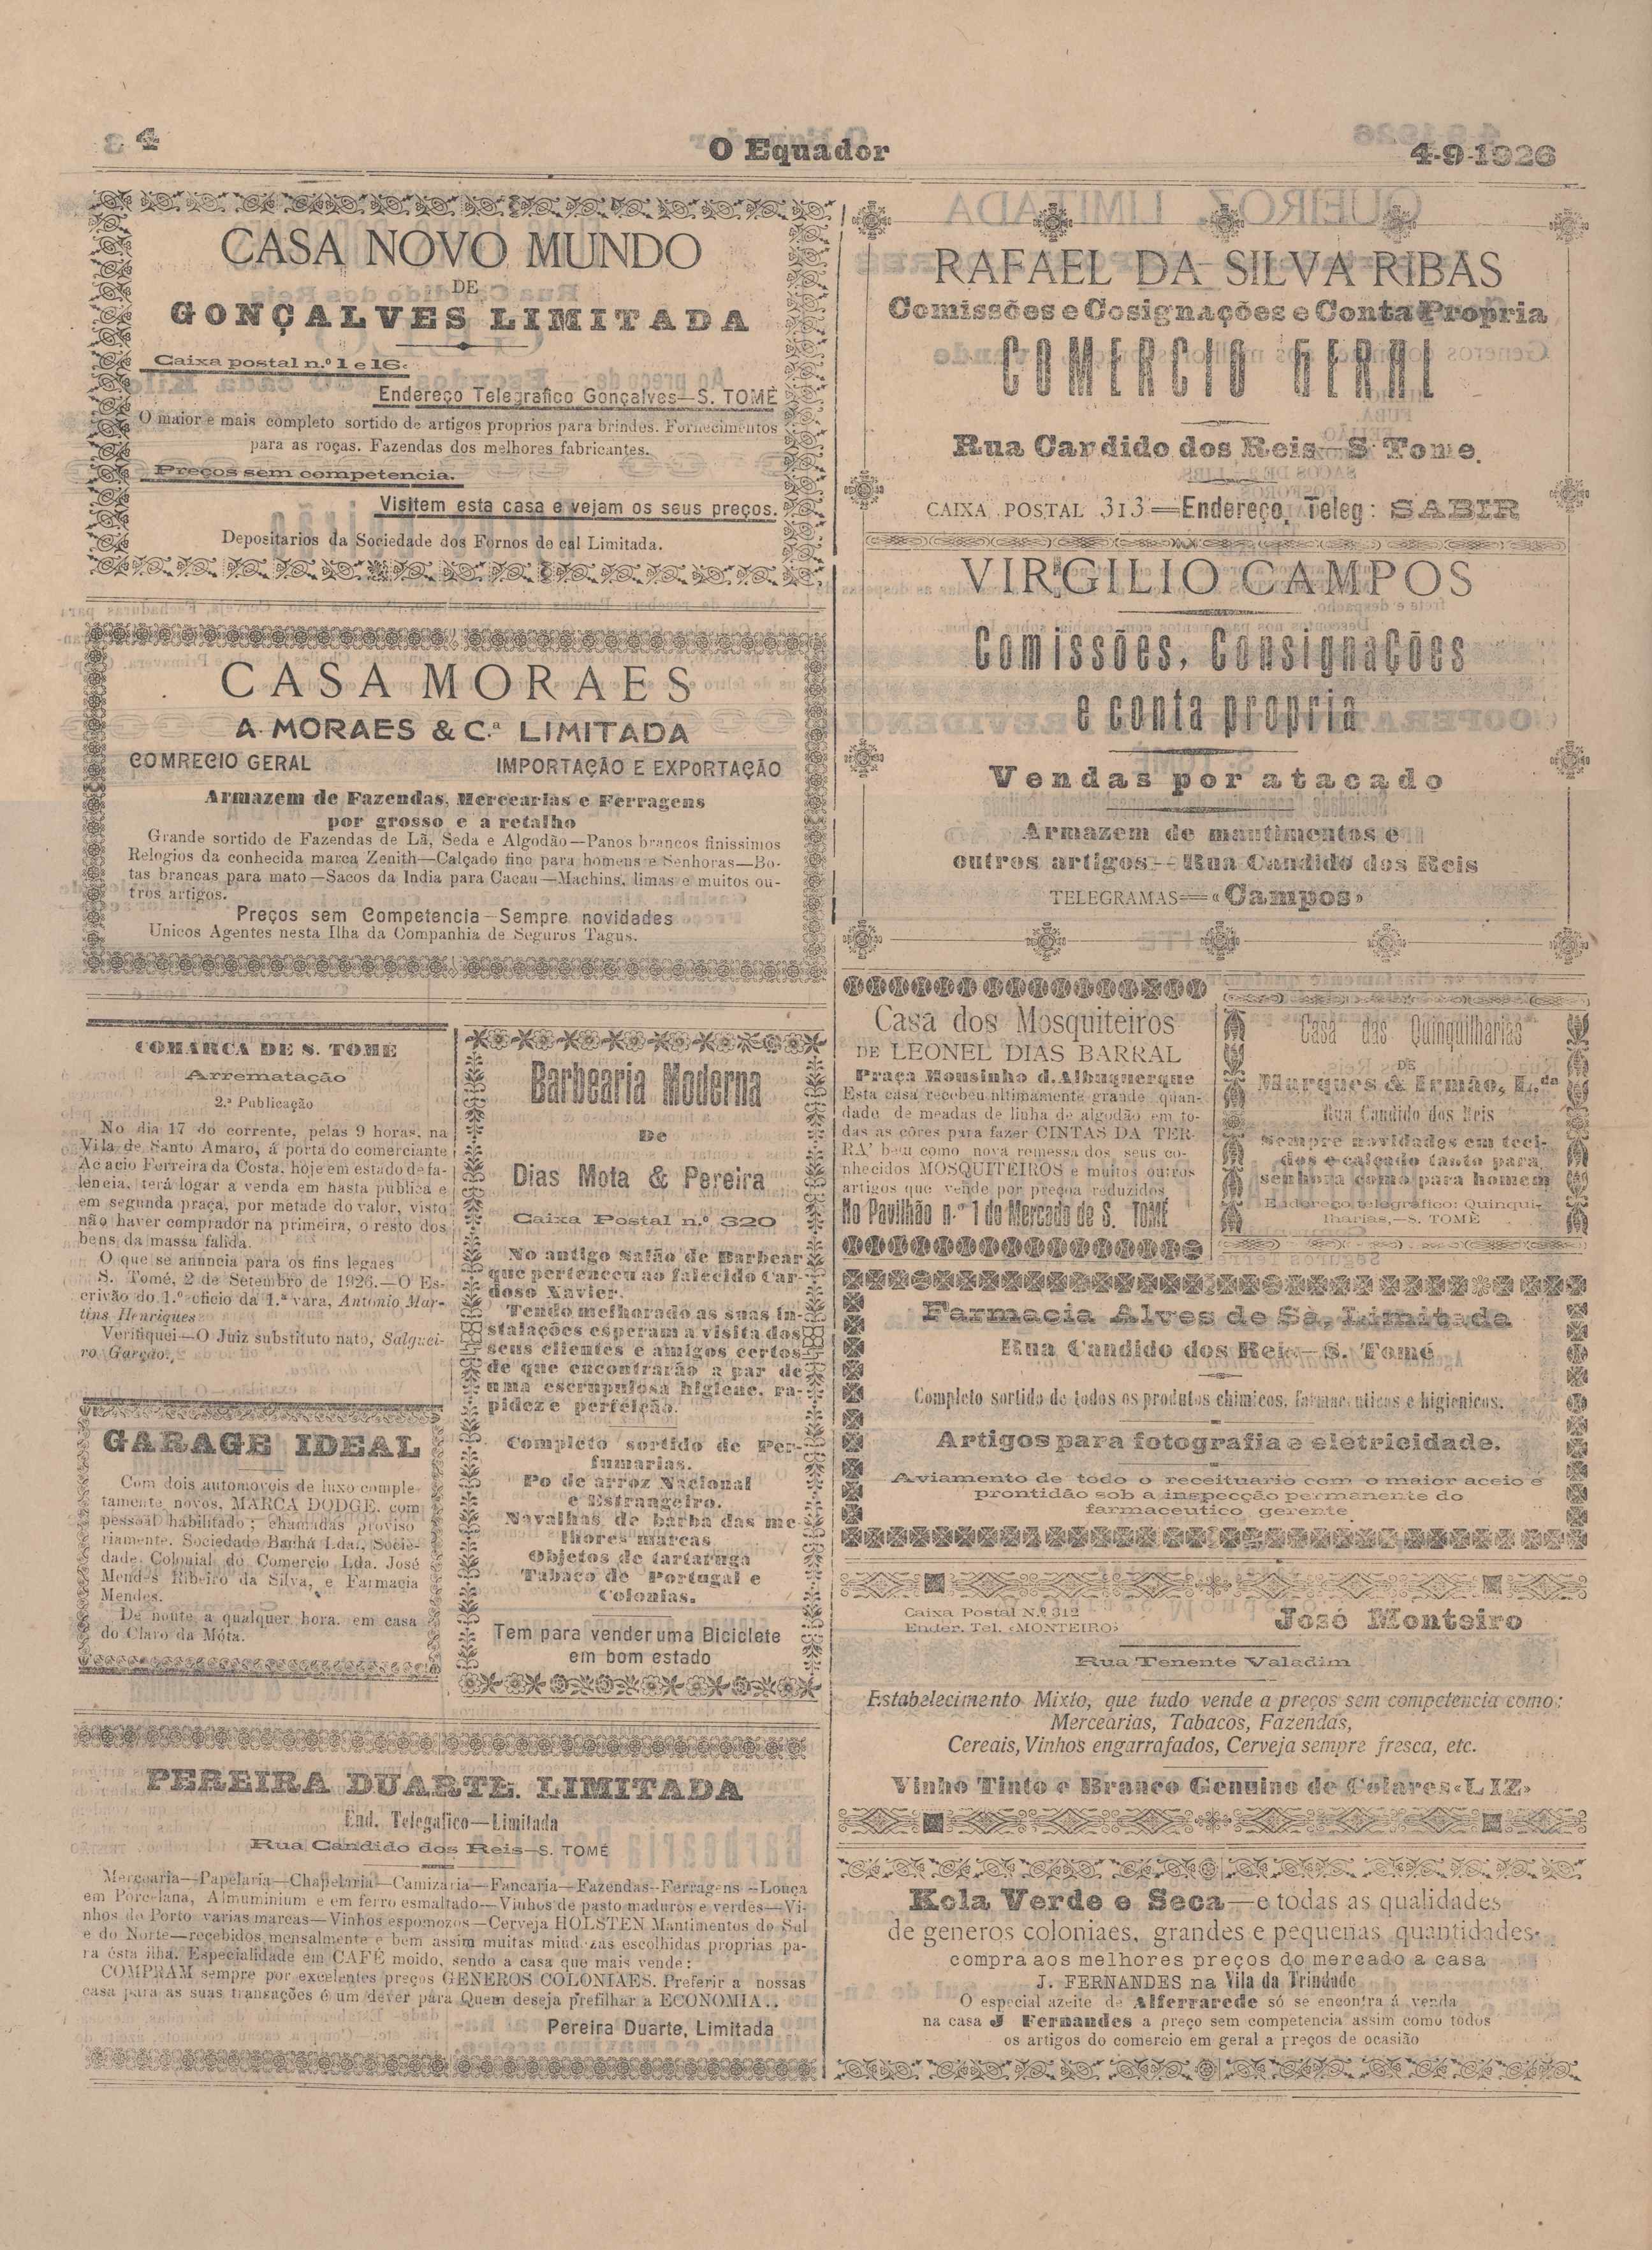 4
O Equador
4-9-1926
CASA NOVO MUNDO
DE
GONÇALVES LIMITADA
Caixa postal n.º 1 e 16.
Endereço Telegrafico Gonçalves—S. TOMÉ
O maior e mais completo sortido de artigos proprios para brindes. Fornecimentos
para as roças. Fazendas dos melhores fabricantes.
Preços sem competencia.
Visitem esta casa e vejam os seus preços.
Depositarios da Sociedade dos Fornos de cal Limitada.
CASA MORAES
A. MORAES & C.ª LIMITADA
COMRECIO GERAL
IMPORTAÇÃO E EXPORTAÇÃO
Armazem de Fazendas, Mercearias e Ferragens
por grosso e a retalho
Grande sortido de Fazendas de Lã, Seda e Algodão—Panos brancos finissimos
Relogios da conhecida marca Zenith—Calçado fino para homens e Senhoras—Bo-
tas brancas para mato—Sacos da India para Cacau—Machins, limas e muitos ou-
tros artigos.
Preços sem Competencia—Sempre novidades
Unicos Agentes nesta Ilha da Companhia de Seguros Tagus.
COMARCA DE S. TOMÉ
Arrematação
2.ª Publicação
No dia 17 do corrente, pelas 9 horas, na
Vila de Santo Amaro, á porta do comerciante
Acacio Ferreira da Costa, hoje em estado de fa-
lencia, terá logar a venda em hasta publica e
em segunda praça, por metade do valor, visto
não haver comprador na primeira, o resto dos
bens da massa falida.
O que se anuncia para os fins legaes
S. Tomé, 2 de Setembro de 1926.—O Es-
crivão do 1.º oficio da 1.ª vara, Antonio Mar-
tins Henriques
Verifiquei—O Juiz substituto nato, Salguei-
ro Garção.
GARAGE IDEAL
Com dois automoveis de luxo comple-
tamente novos, MARCA DODGE, com
pessoal habilitado; chamadas proviso
riamente, Sociedade Bachá Lda., Socie-
dade Colonial de Comercio Lda. José
Mendes Ribeiro da Silva, e Farmacia
Mendes.
De noute a qualquer hora, em casa
do Claro da Móta.
Barbearia Moderna
De
Dias Mota & Pereira
Caixa Postal n.º 320
No antigo Salão de Barbear
que pertenceu ao falecido Car-
doso Xavier.
Tendo melhorado as suas in-
stalações esperam a visita dos
seus clientes e amigos certos
de que encontrarão a par de
uma escrupulosa higiene, ra-
pidez e perfeição.
Completo sortido de Per-
fumarias.
Po de arroz Nacional
e Estrangeiro.
Navalhas de barba das me-
lhores marcas
Objetos de tartaruga
Tabaco de Portugal e
Colonias.
Tem para vender uma Biciclete
em bom estado
PEREIRA DUARTE, LIMITADA
End. Telegafico—Limitada
Rua Candido dos Reis—S. TOMÉ
Merçearia—Papelaria—Chapelaria—Camizaria—Fancaria—Fazendas—Ferragens—Louça
em Porcelana, Almuminium e em ferro esmaltado—Vinhos de pasto maduros e verdes—Vi-
nhos do Porto varias marcas—Vinhos espomozos—Cerveja HOLSTEN Mantimentos do Sul
e do Norte—recebidos mensalmente e bem assim muitas miudezas escolhidas proprias pa-
ra ésta ilha. Especialidade em CAFÉ moido, sendo a casa que mais vende:
COMPRAM sempre por excelentes preços GENEROS COLONIAES. Preferir a nossas
casa para as suas transações é um dever pára Quem deseja prefilhar a ECONOMIA..
Pereira Duarte, Limitada
RAFAEL DA SILVA RIBAS
Comissões e Cosignações e Conta Propria
COMERCIO GERAL
Rua Cardido dos Reis—S. Tome.
CAIXA POSTAL 313—Endereço, Teleg: SABIR
VIRGILIO CAMPOS
Comissões, Consignações
e conta propria
Vendas por atacado
Armazem de mantimentos e
outros artigos—Rua Candido dos Reis
TELEGRAMAS—«Campos»
Casa dos Mosquiteiros
DE LEONEL DIAS BARRAL
Praça Mousinho d.Albuquerque
Esta casa recebeu ultimamente grande quan-
dade de meadas de linha de algodão em to-
das as côres para fazer CINTAS DA TER-
RA' bem como nova remessa dos seus co-
nhecidos MOSQUITEIROS e muitos outros
artigos que vende por preçoa reduzidos
No Pavilhão n.º 1 do Mercado de S. TOMÉ
Casa das Quinquilharias
DE
Marques & Irmão, L.da
Rua Candido dos Reis
Sempre novidades em teci-
dos e calçado tanto para
senhora como para homem
Endereço telegráfico: Quinqui-
lharias,—S. TOMÉ
Farmacia Alves de Sà, Limitada
Rua Candido dos Reis—S. Tomé
Completo sortido de todos os produtos chimicos, farmaceuticos e higienicos.
Artigos para fotografia e eletricidade.
Aviamento de todo o receituario com o maior aceio e
prontidão sob a inspecção permanente do
farmaceutico gerente.
Caixa Postal N.º 312
Ender. Tel. «MONTEIRO»
José Monteiro
Rua Tenente Valadim
Estabelecimento Mixto, que tudo vende a preços sem competencia como:
Mercearias, Tabacos, Fazendas,
Cereais, Vinhos engarrafados, Cerveja sempre fresca, etc.
Vinho Tinto e Branco Genuino de Colares «LIZ»
Kola Verde e Seca—e todas as qualidades
de generos coloniaes, grandes e pequenas quantidades.
compra aos melhores preços do mercado a casa
J. FERNANDES na Vila da Trindade
O especial azeite de Alferrarede só se encontra á venda
na casa J Fernandes a preço sem competencia assim como todos
os artigos do comercio em geral a preços de ocasião